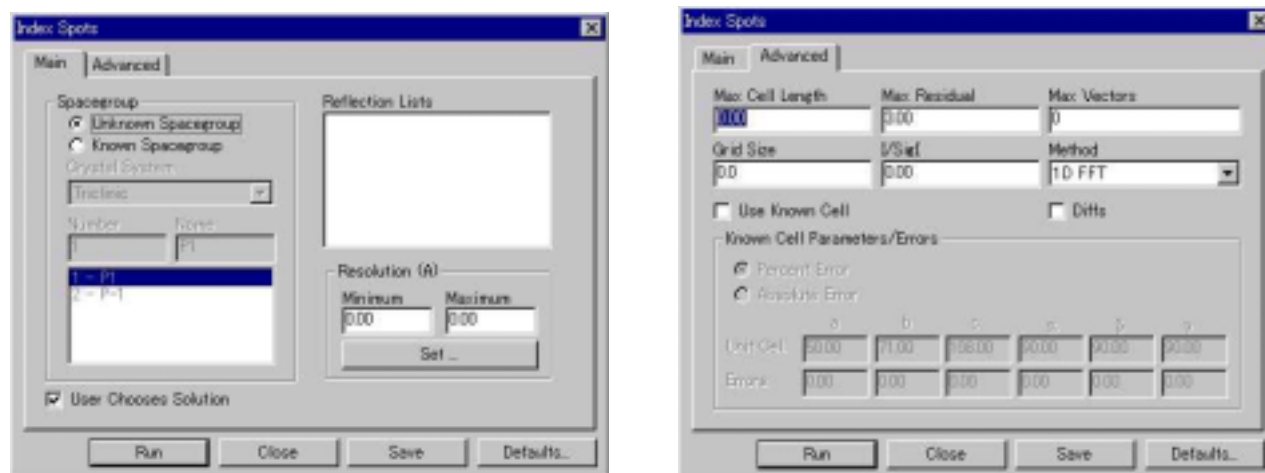 Index Spots
Main Advanced
Spacegroup
Unknown Spacegroup
Known Spacegroup
Crystal System
Triclinic
Number Name
1 P1
1 - P1
2 - P-1
User Chooses Solution
Reflection Lists
Resolution (A)
Minimum Maximum
0.00 0.00
Set ...
Run Close Save Defaults...
Index Spots
Main Advanced
Max Cell Length Max Residual Max Vectors
0.00 0.00 0
Grid Size I/SigI Method
0.0 0.00 1D FFT
Use Known Cell Diffs
Known Cell Parameters/Errors
Percent Error
Absolute Error
a b c α β γ
Unit Cell 50.00 71.00 108.00 90.00 90.00 90.00
Errors 0.00 0.00 0.00 0.00 0.00 0.00
Run Close Save Defaults...